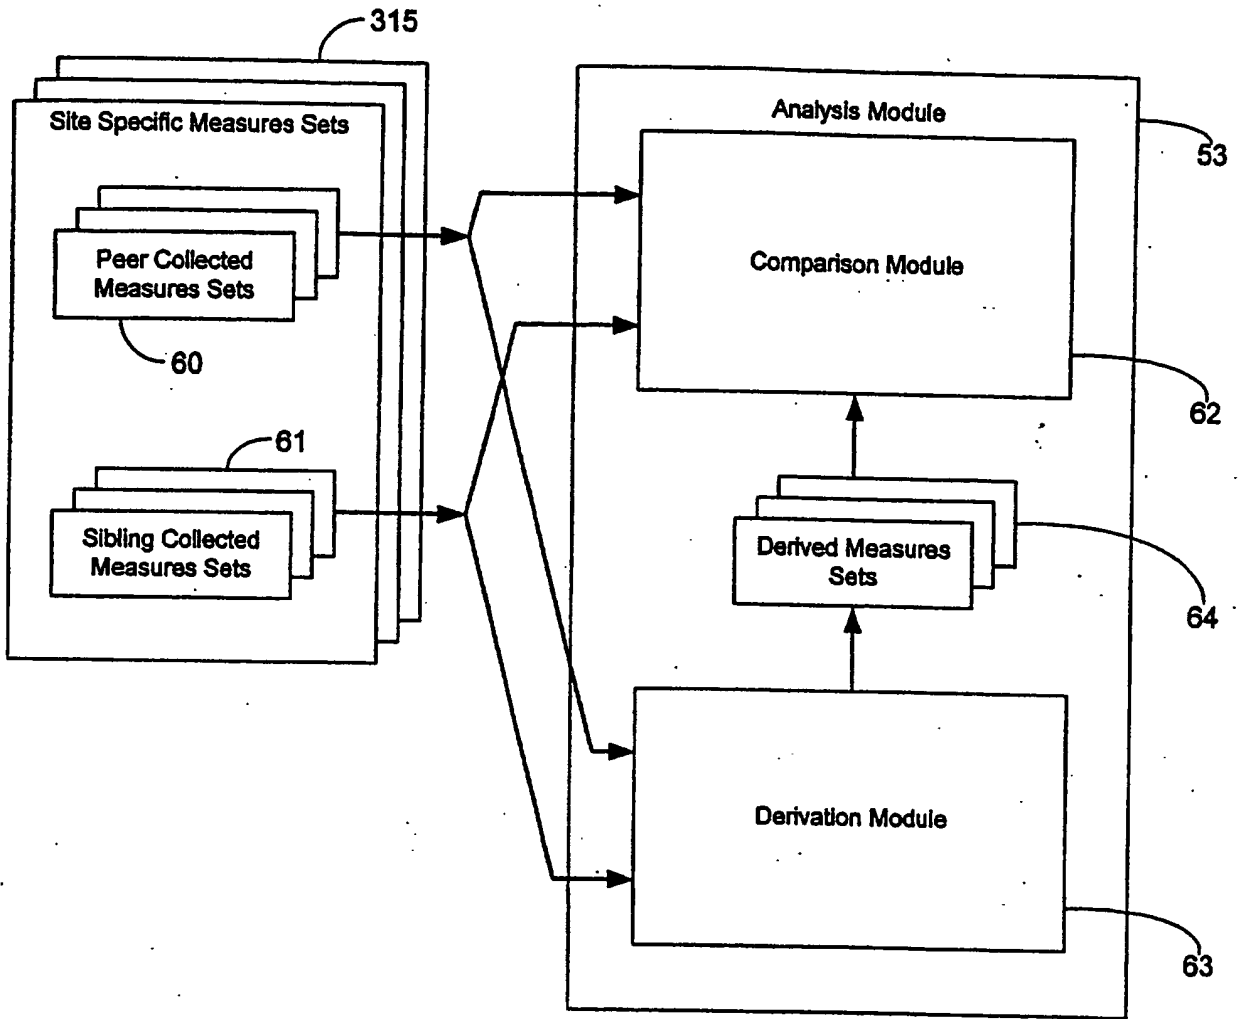 315
Site Specific Measures Sets
Peer Collected
Measures Sets
60
61
Sibling Collected
Measures Sets
Analysis Module
53
Comparison Module
62
Derived Measures
Sets
64
Derivation Module
63